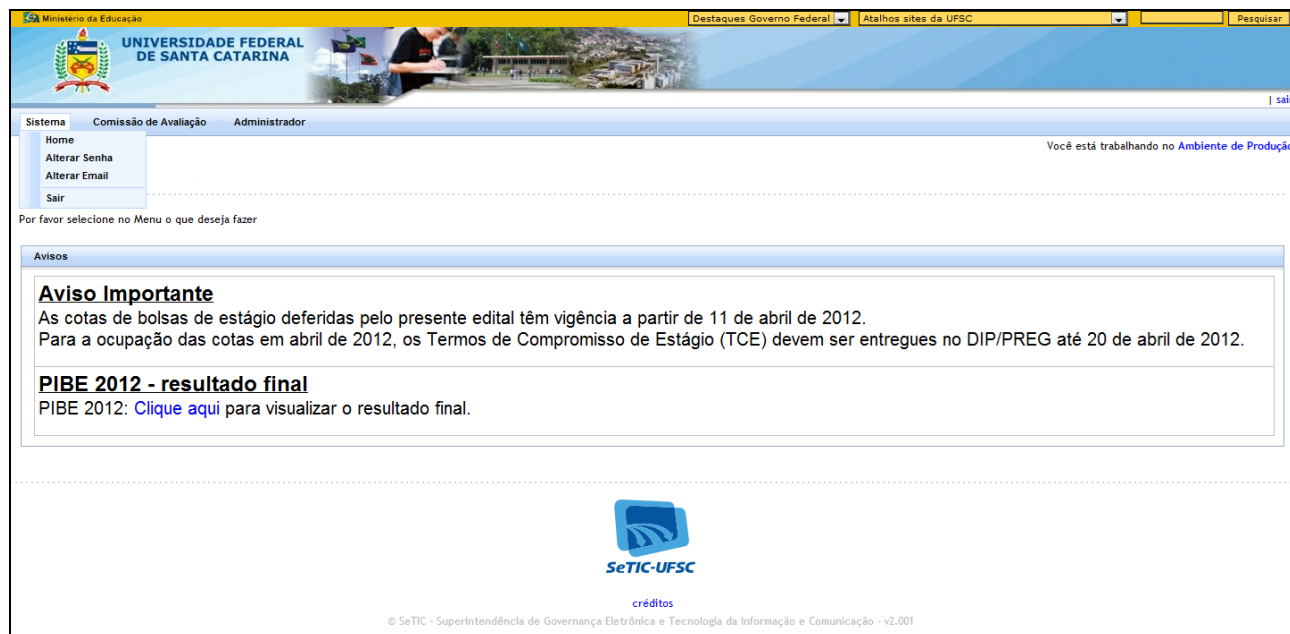 Ministério da Educação
Destaques Governo Federal
Atalhos sites da UFSC
Pesquisar
UNIVERSIDADE FEDERAL
DE SANTA CATARINA
| sair
Sistema
Comissão de Avaliação
Administrador
Home
Alterar Senha
Alterar Email
Sair
Você está trabalhando no Ambiente de Produção
Por favor selecione no Menu o que deseja fazer
Avisos
Aviso Importante
As cotas de bolsas de estágio deferidas pelo presente edital têm vigência a partir de 11 de abril de 2012.
Para a ocupação das cotas em abril de 2012, os Termos de Compromisso de Estágio (TCE) devem ser entregues no DIP/PREG até 20 de abril de 2012.
PIBE 2012 - resultado final
PIBE 2012: Clique aqui para visualizar o resultado final.
SeTIC-UFSC
créditos
© SeTIC - Superintendência de Governança Eletrônica e Tecnologia da Informação e Comunicação - v2.001